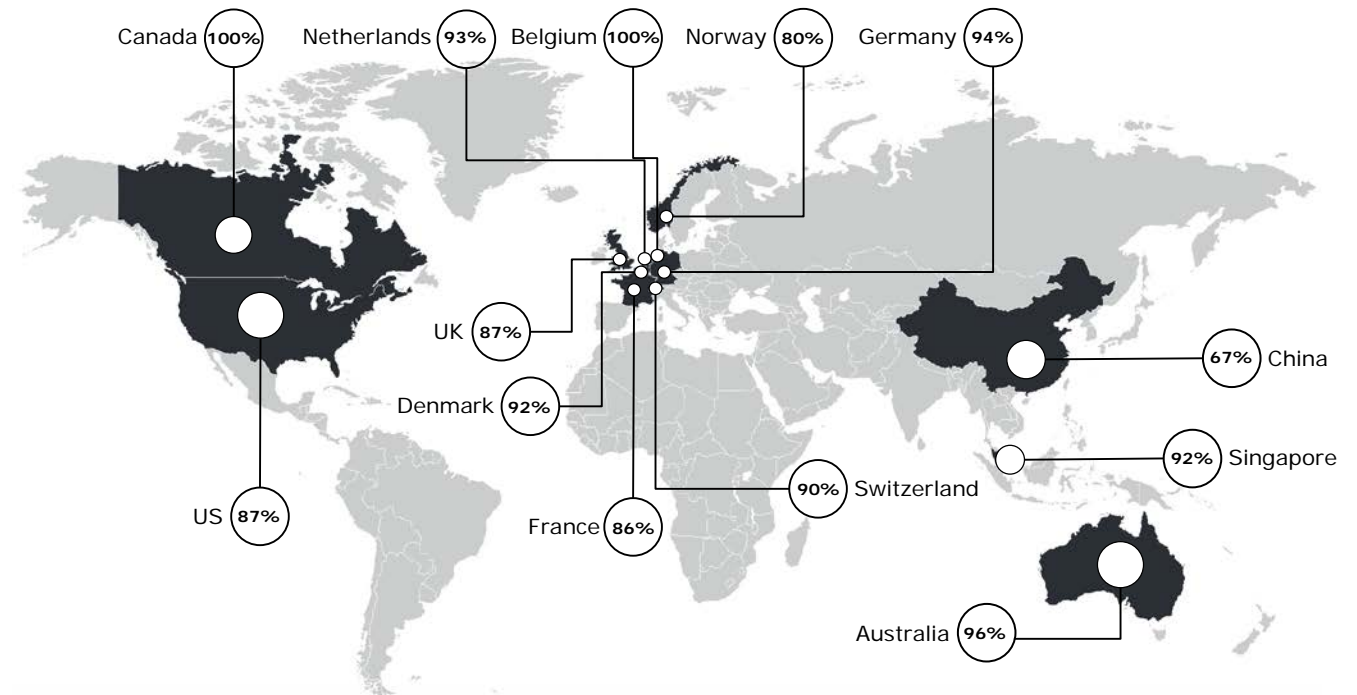 Canada 100%
Netherlands 93%
Belgium 100%
Norway 80%
Germany 94%
UK 87%
67% China
Denmark 92%
92% Singapore
90% Switzerland
US 87%
France 86%
Australia 96%